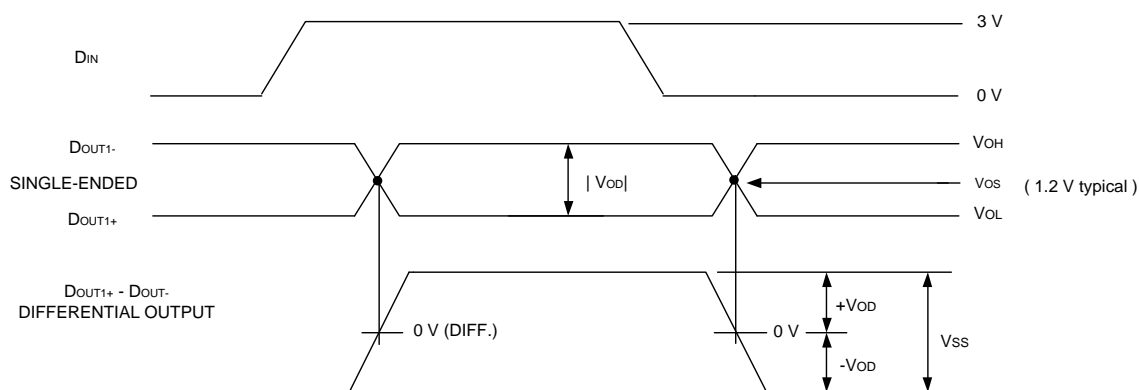 3 V
DIN
0 V
DOUT1-
VOH
| VOD|
SINGLE-ENDED
VOS ( 1.2 V typical )
DOUT1+
VOL
DOUT1+ - DOUT-
DIFFERENTIAL OUTPUT
+VOD
0 V (DIFF.)
0 V
VSS
-VOD